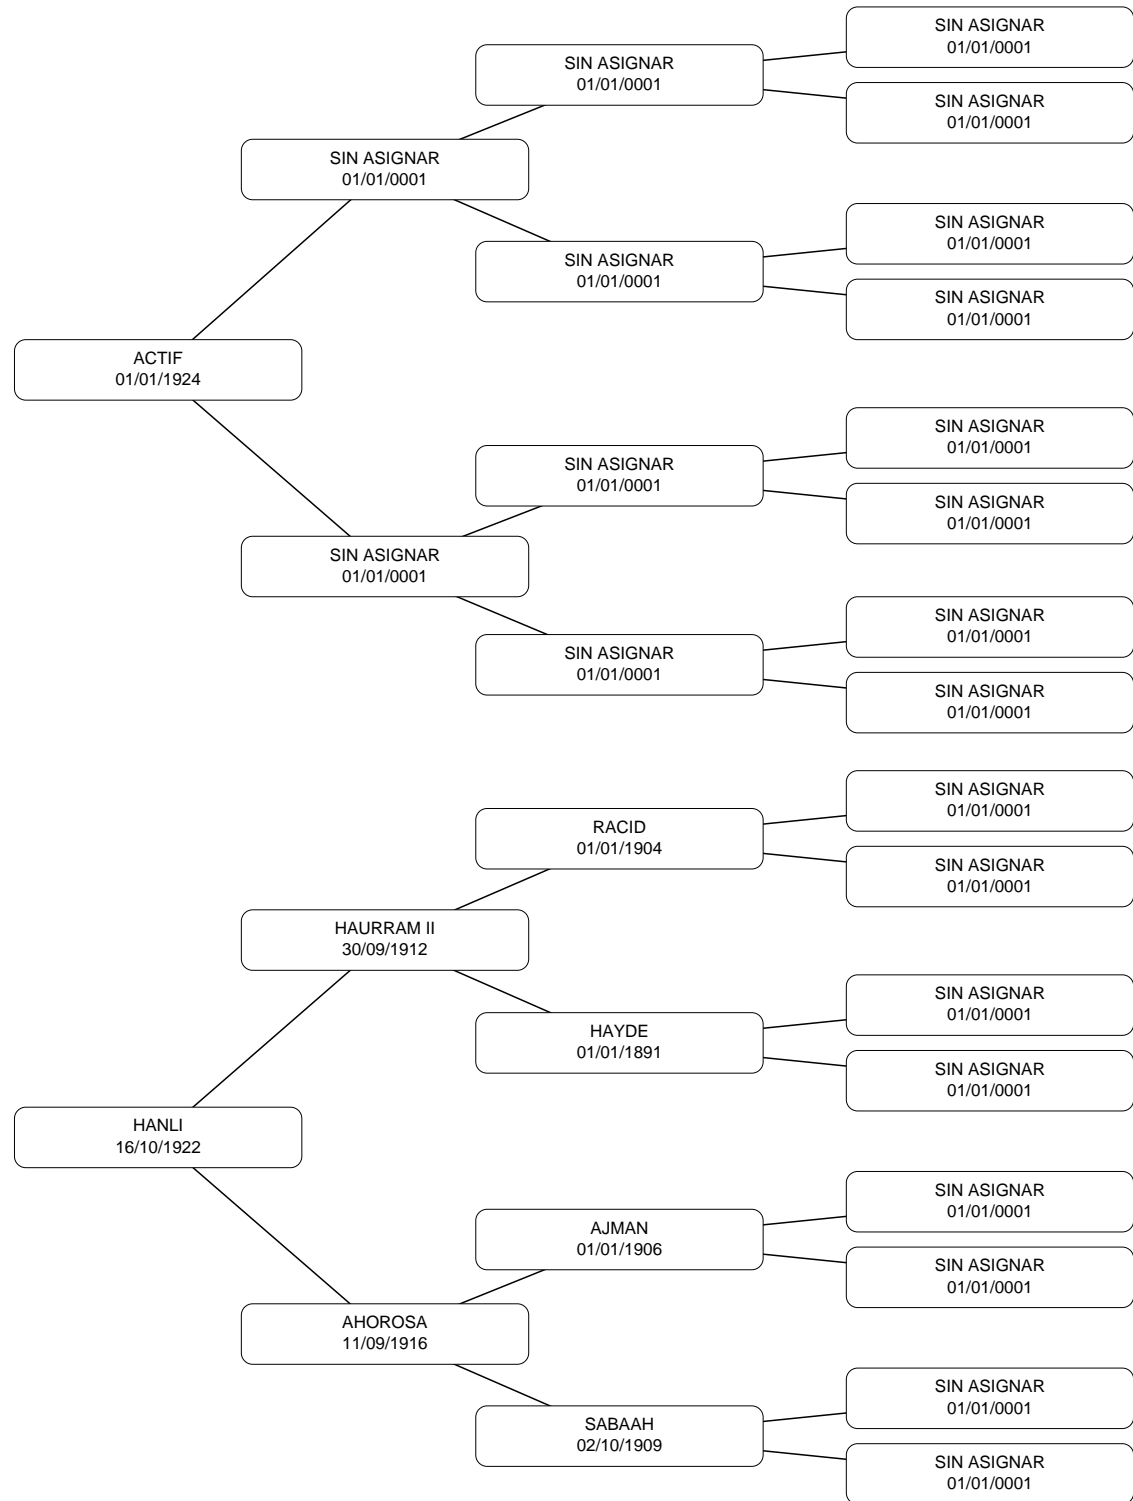 SIN ASIGNAR
01/01/0001
SIN ASIGNAR
01/01/0001
SIN ASIGNAR
01/01/0001
SIN ASIGNAR
01/01/0001
SIN ASIGNAR
01/01/0001
SIN ASIGNAR
01/01/0001
SIN ASIGNAR
01/01/0001
ACTIF
01/01/1924
SIN ASIGNAR
01/01/0001
SIN ASIGNAR
01/01/0001
SIN ASIGNAR
01/01/0001
SIN ASIGNAR
01/01/0001
SIN ASIGNAR
01/01/0001
SIN ASIGNAR
01/01/0001
SIN ASIGNAR
01/01/0001
SIN ASIGNAR
01/01/0001
RACID
01/01/1904
SIN ASIGNAR
01/01/0001
HAURRAM II
30/09/1912
SIN ASIGNAR
01/01/0001
HAYDE
01/01/1891
SIN ASIGNAR
01/01/0001
HANLI
16/10/1922
SIN ASIGNAR
01/01/0001
AJMAN
01/01/1906
SIN ASIGNAR
01/01/0001
AHOROSA
11/09/1916
SIN ASIGNAR
01/01/0001
SABAAH
02/10/1909
SIN ASIGNAR
01/01/0001